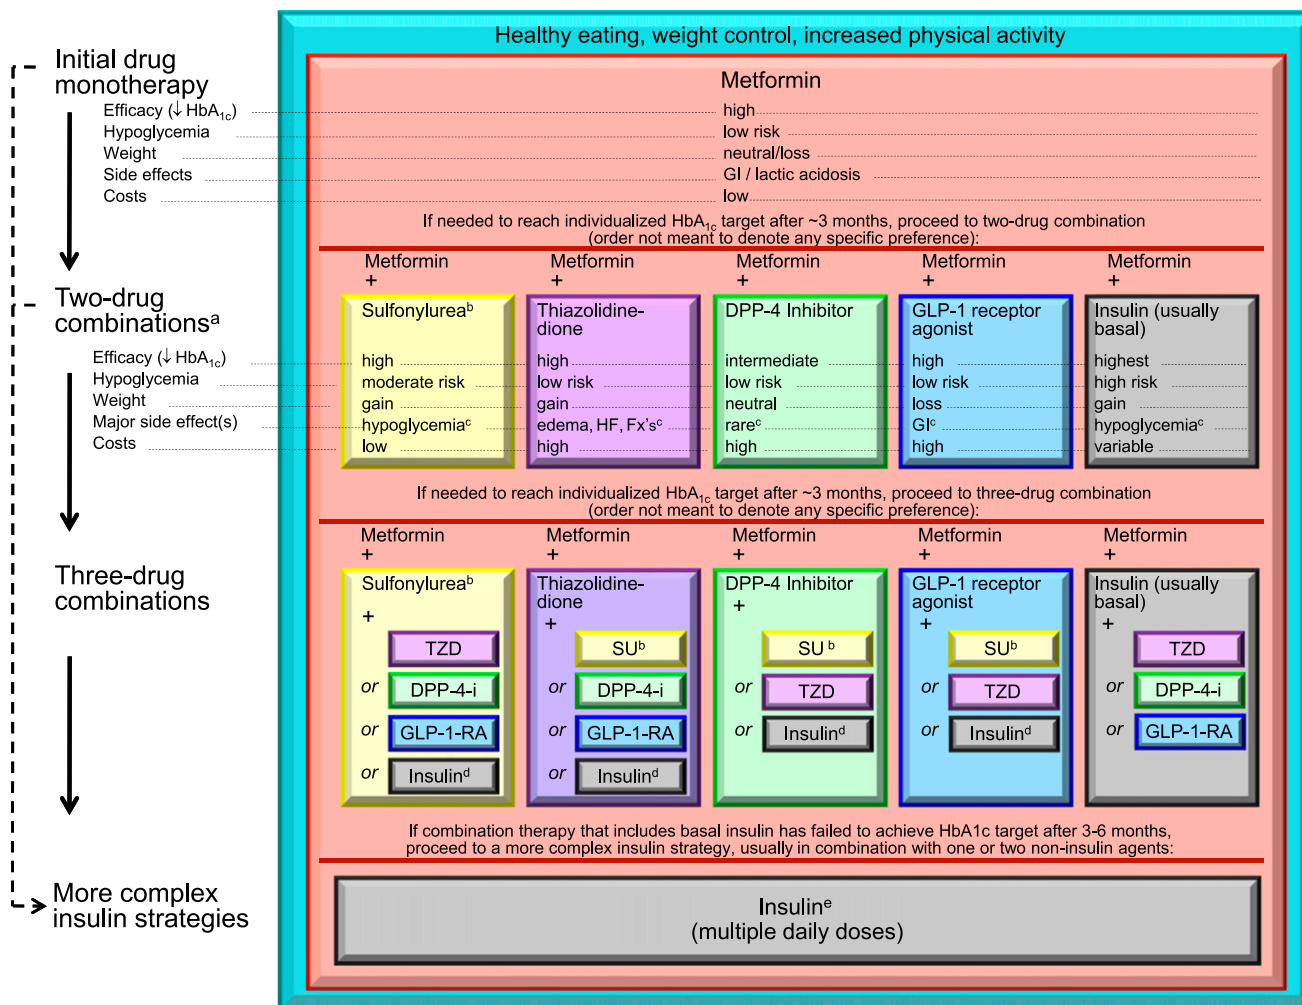 Healthy eating, weight control, increased physical activity
Initial drug
monotherapy
Metformin
Efficacy (↓ HbA1c) high
Hypoglycemia low risk
Weight neutral/loss
Side effects GI / lactic acidosis
Costs low
If needed to reach individualized HbA1c target after ~3 months, proceed to two-drug combination
(order not meant to denote any specific preference):
Two-drug
combinationsa
Metformin Metformin Metformin Metformin Metformin
+ + + + +
Sulfonylureab Thiazolidine- DPP-4 Inhibitor GLP-1 receptor Insulin (usually
dione agonist basal)
Efficacy (↓ HbA1c) high high intermediate high highest
Hypoglycemia moderate risk low risk low risk low risk high risk
Weight gain gain neutral loss gain
Major side effect(s) hypoglycemiac edema, HF, Fx'sc rarec GIc hypoglycemiac
Costs low high high high variable
If needed to reach individualized HbA1c target after ~3 months, proceed to three-drug combination
(order not meant to denote any specific preference):
Three-drug
combinations
Metformin Metformin Metformin Metformin Metformin
+ + + + +
Sulfonylureab Thiazolidine- DPP-4 Inhibitor GLP-1 receptor Insulin (usually
dione agonist basal)
+ + + + +
TZD SUb SU b SUb TZD
or DPP-4-i or DPP-4-i or TZD or TZD or DPP-4-i
or GLP-1-RA or GLP-1-RA or Insulind or Insulind or GLP-1-RA
or Insulind or Insulind
If combination therapy that includes basal insulin has failed to achieve HbA1c target after 3-6 months,
proceed to a more complex insulin strategy, usually in combination with one or two non-insulin agents:
More complex
insulin strategies
Insuline
(multiple daily doses)